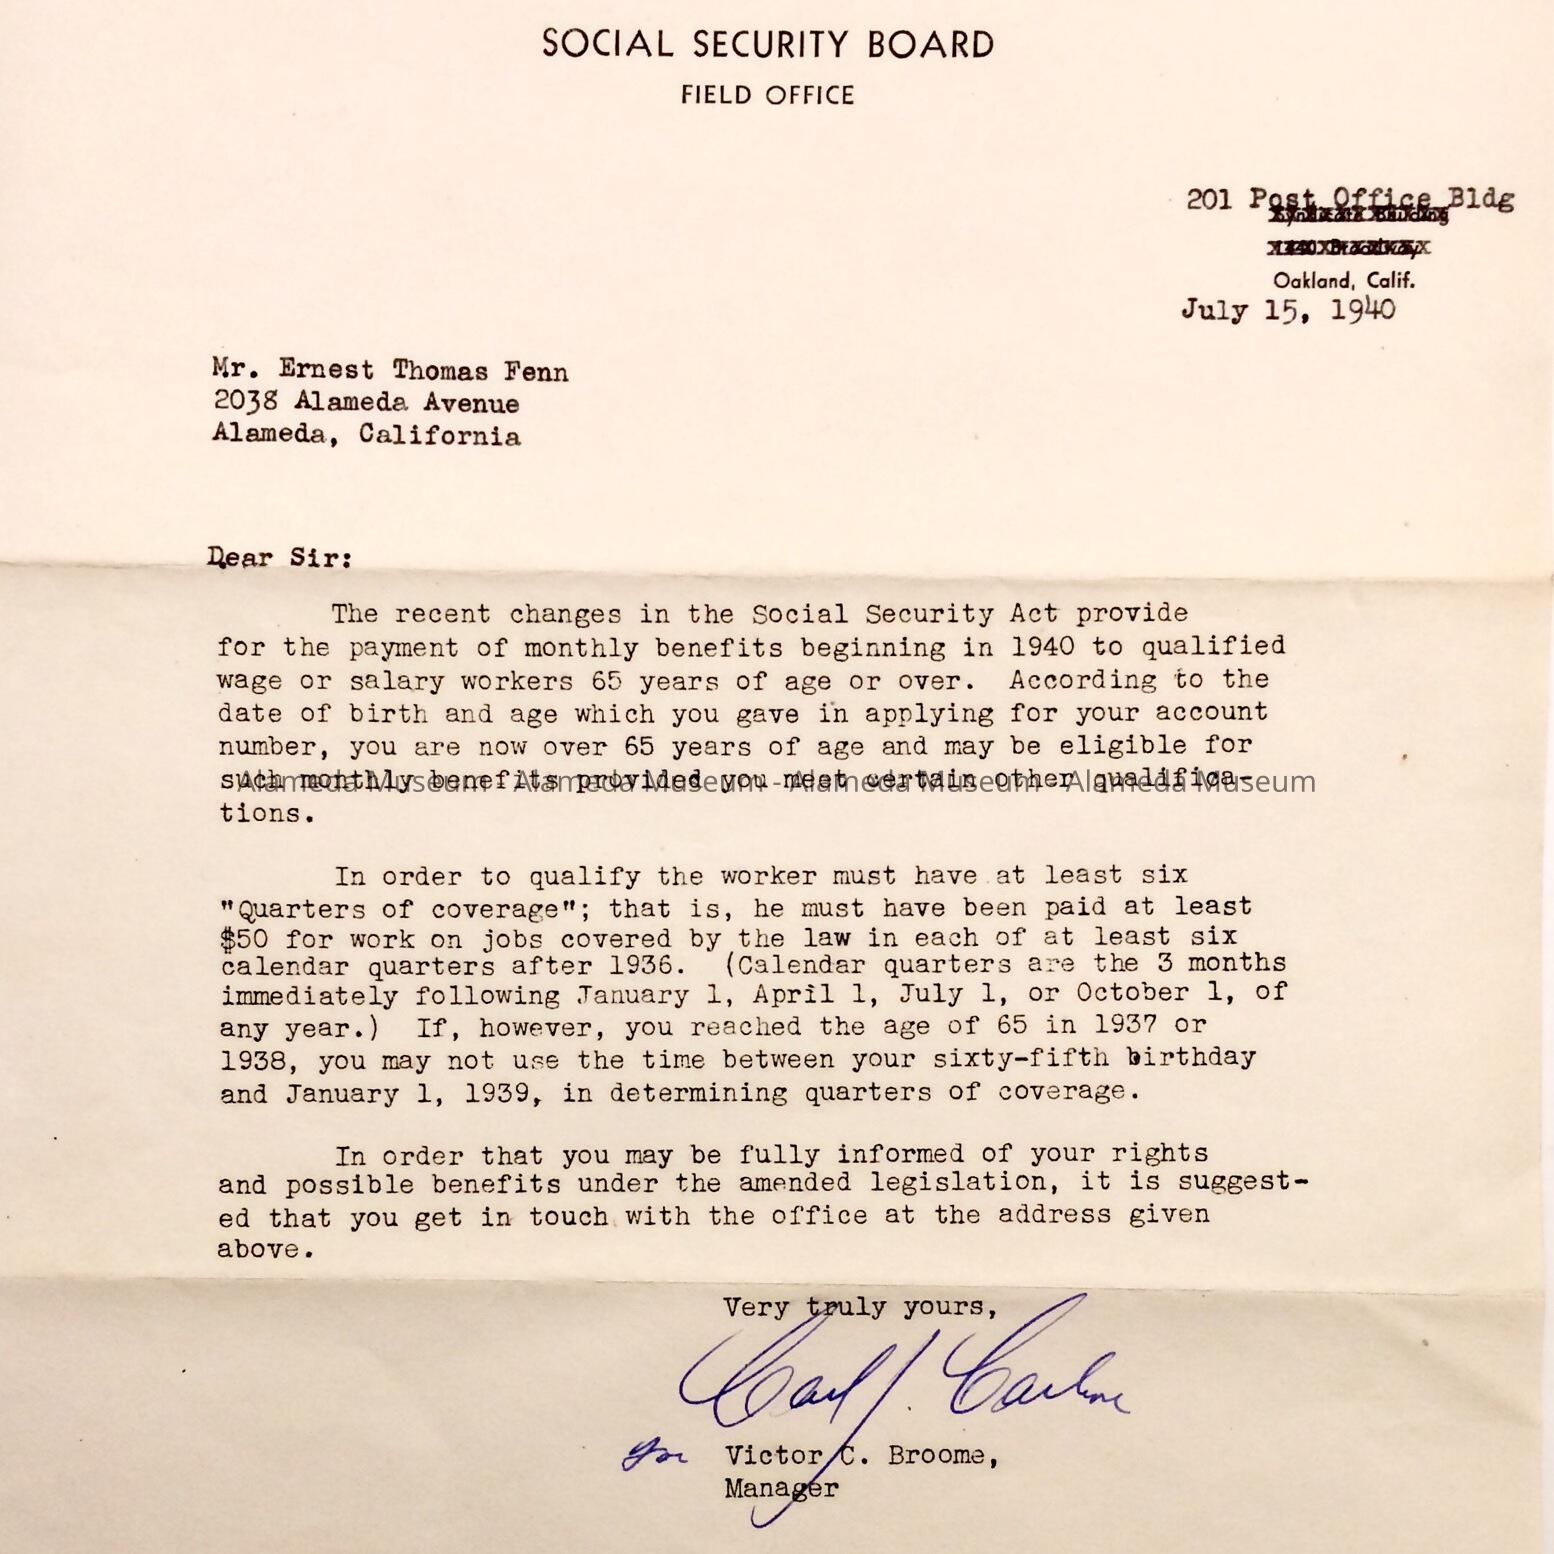 SOCIAL SECURITY BOARD
FIELD OFFICE
201 Post Office Bldg
Oakland, Calif.
July 15, 1940
Mr. Ernest Thomas Fenn
2038 Alameda Avenue
Alameda, California
Dear Sir:
The recent changes in the Social Security Act provide
for the payment of monthly benefits beginning in 1940 to qualified
wage or salary workers 65 years of age or over. According to the
date of birth and age which you gave in applying for your account
number, you are now over 65 years of age and may be eligible for
such monthly benefits provided you meet certain other qualifica-
Alameda Museum - Alameda Museum - Alameda Museum - Alameda Museum
tions.
In order to qualify the worker must have at least six
"Quarters of coverage"; that is, he must have been paid at least
$50 for work on jobs covered by the law in each of at least six
calendar quarters after 1936. (Calendar quarters are the 3 months
immediately following January 1, April 1, July 1, or October 1, of
any year.) If, however, you reached the age of 65 in 1937 or
1938, you may not use the time between your sixty-fifth birthday
and January 1, 1939, in determining quarters of coverage.
In order that you may be fully informed of your rights
and possible benefits under the amended legislation, it is suggest-
ed that you get in touch with the office at the address given
above.
Very truly yours,
Carl J.
for Victor C. Broome,
Manager